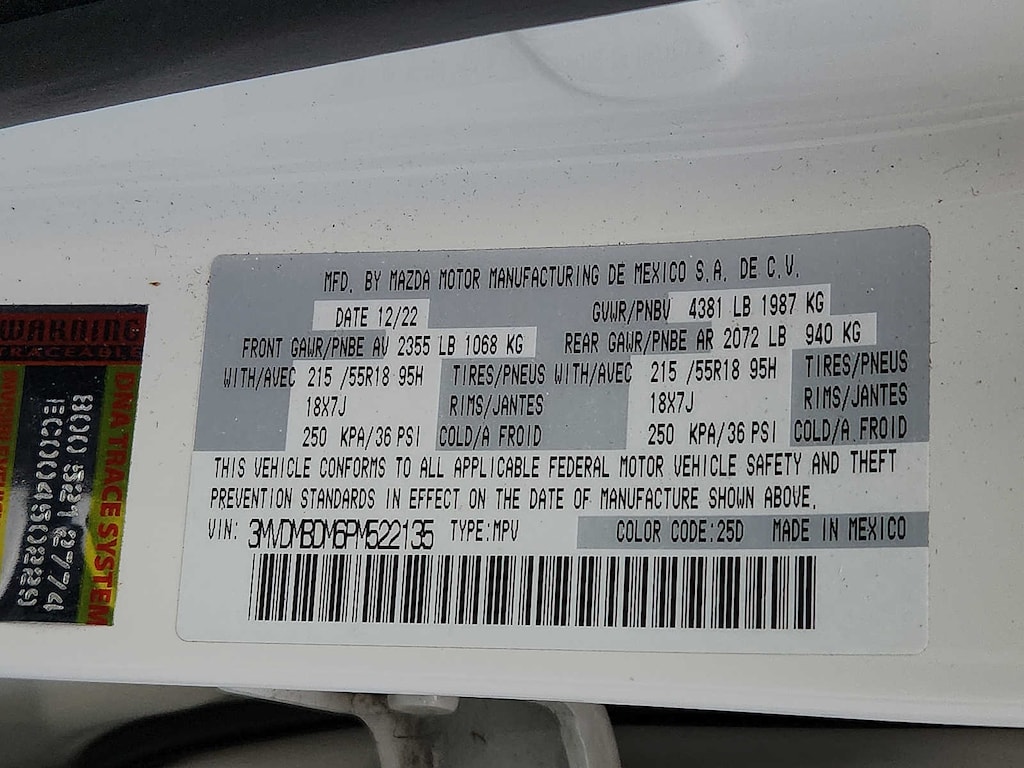 MFD. BY MAZDA MOTOR MANUFACTURING DE MEXICO S.A. DE C.V.
DATE 12/22 GVWR/PNBV 4381 LB 1987 KG
FRONT GAWR/PNBE AV 2355 LB 1068 KG REAR GAWR/PNBE AR 2072 LB 940 KG
WITH/AVEC 215 /55R18 95H TIRES/PNEUS WITH/AVEC 215 /55R18 95H TIRES/PNEUS
18X7J RIMS/JANTES 18X7J RIMS/JANTES
250 KPA/36 PSI COLD/A FROID 250 KPA/36 PSI COLD/A FROID
THIS VEHICLE CONFORMS TO ALL APPLICABLE FEDERAL MOTOR VEHICLE SAFETY AND THEFT
PREVENTION STANDARDS IN EFFECT ON THE DATE OF MANUFACTURE SHOWN ABOVE.
VIN: 3MVDMBDM6PM522135 TYPE:MPV COLOR CODE:25D MADE IN MEXICO
WARNING
TRACEABLE
DNA TRACE SYSTEM